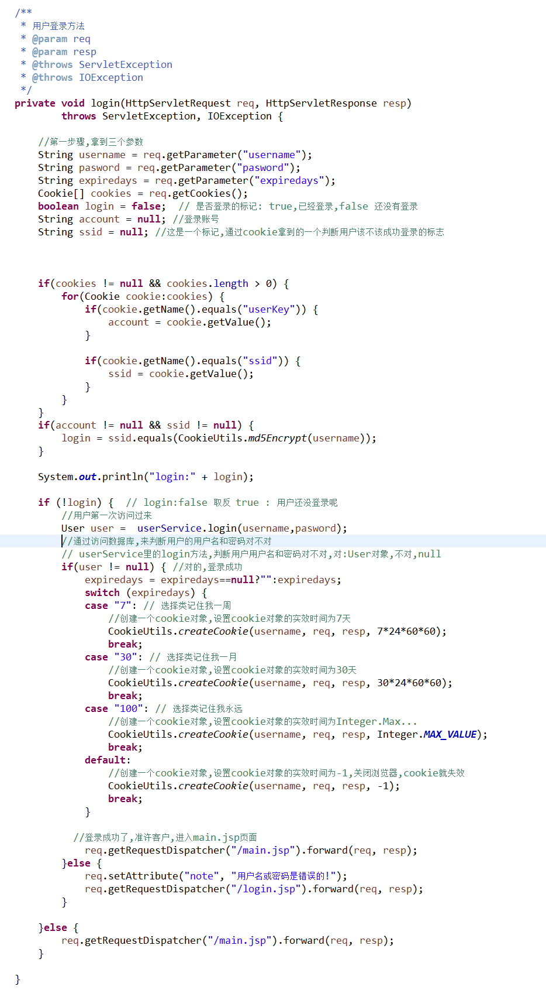 /**
 * 用户登录方法
 * @param req
 * @param resp
 * @throws ServletException
 * @throws IOException
 */
private void login(HttpServletRequest req, HttpServletResponse resp)
        throws ServletException, IOException {
    //第一步骤,拿到三个参数
    String username = req.getParameter("username");
    String pasword = req.getParameter("pasword");
    String expiredays = req.getParameter("expiredays");
    Cookie[] cookies = req.getCookies();
    boolean login = false;  // 是否登录的标记: true,已经登录,false 还没有登录
    String account = null; //登录账号
    String ssid = null; //这是一个标记,通过cookie拿到的一个判断用户该不该成功登录的标志
    if(cookies != null && cookies.length > 0) {
        for(Cookie cookie:cookies) {
            if(cookie.getName().equals("userKey")) {
                account = cookie.getValue();
            }
            if(cookie.getName().equals("ssid")) {
                ssid = cookie.getValue();
            }
        }
    }
    if(account != null && ssid != null) {
        login = ssid.equals(CookieUtils.md5Encrypt(username));
    }
    System.out.println("login:" + login);
    if (!login) {  // login:false 取反 true : 用户还没登录呢
        //用户第一次访问过来
        User user =  userService.login(username,pasword);
        //通过访问数据库,来判断用户的用户名和密码对不对
        // userService里的login方法,判断用户用户名和密码对不对,对:User对象,不对,null
        if(user != null) { //对的,登录成功
            expiredays = expiredays==null?"":expiredays;
            switch (expiredays) {
            case "7": // 选择类记住我一周
                //创建一个cookie对象,设置cookie对象的实效时间为7天
                CookieUtils.createCookie(username, req, resp, 7*24*60*60);
                break;
            case "30": // 选择类记住我一月
                //创建一个cookie对象,设置cookie对象的实效时间为30天
                CookieUtils.createCookie(username, req, resp, 30*24*60*60);
                break;
            case "100": // 选择类记住我永远
                //创建一个cookie对象,设置cookie对象的实效时间为Integer.Max...
                CookieUtils.createCookie(username, req, resp, Integer.MAX_VALUE);
                break;
            default:
                //创建一个cookie对象,设置cookie对象的实效时间为-1,关闭浏览器,cookie就失效
                CookieUtils.createCookie(username, req, resp, -1);
                break;
            }
          //登录成功了,准许客户,进入main.jsp页面
            req.getRequestDispatcher("/main.jsp").forward(req, resp);
        }else {
            req.setAttribute("note", "用户名或密码是错误的!");
            req.getRequestDispatcher("/login.jsp").forward(req, resp);
        }
    }else {
        req.getRequestDispatcher("/main.jsp").forward(req, resp);
    }
}